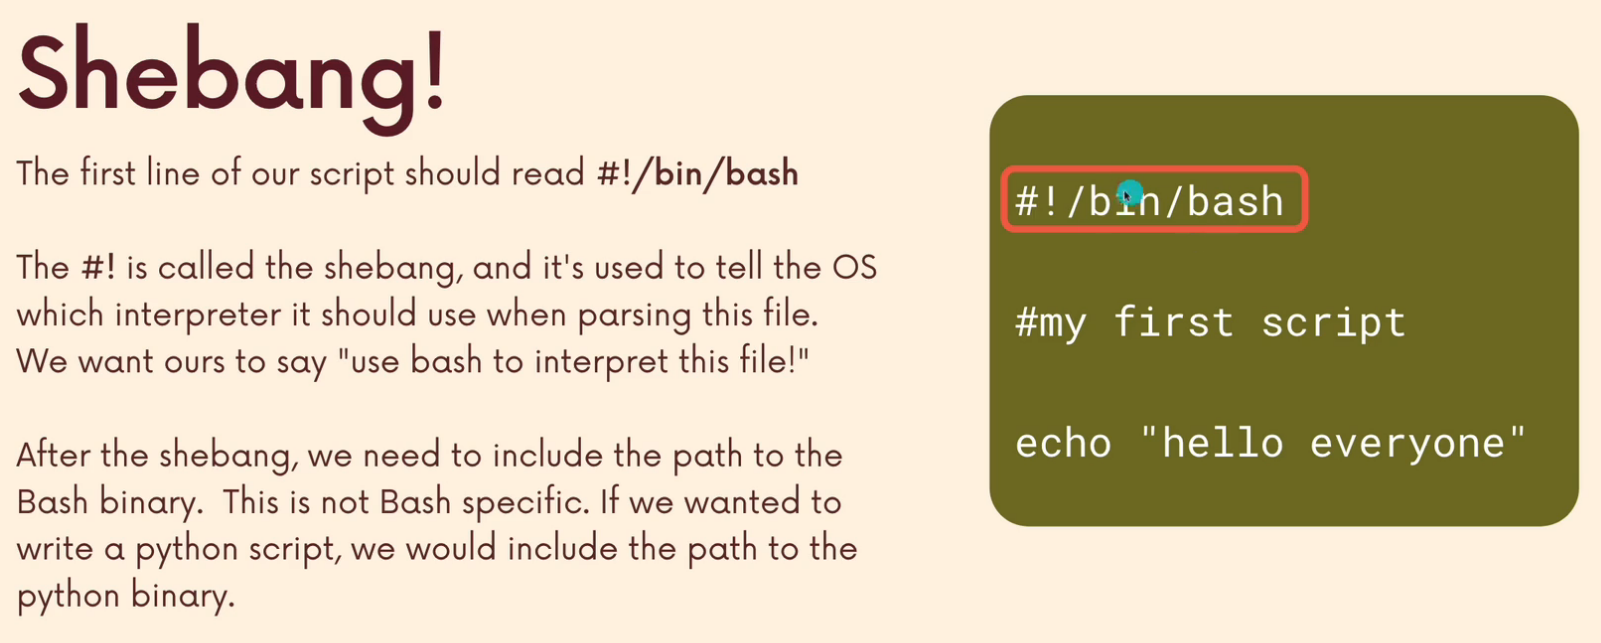 Shebang!
The first line of our script should read #!/bin/bash
The #! is called the shebang, and it's used to tell the OS
which interpreter it should use when parsing this file.
We want ours to say "use bash to interpret this file!"
After the shebang, we need to include the path to the
Bash binary.  This is not Bash specific. If we wanted to
write a python script, we would include the path to the
python binary.
#!/bin/bash
#my first script
echo "hello everyone"